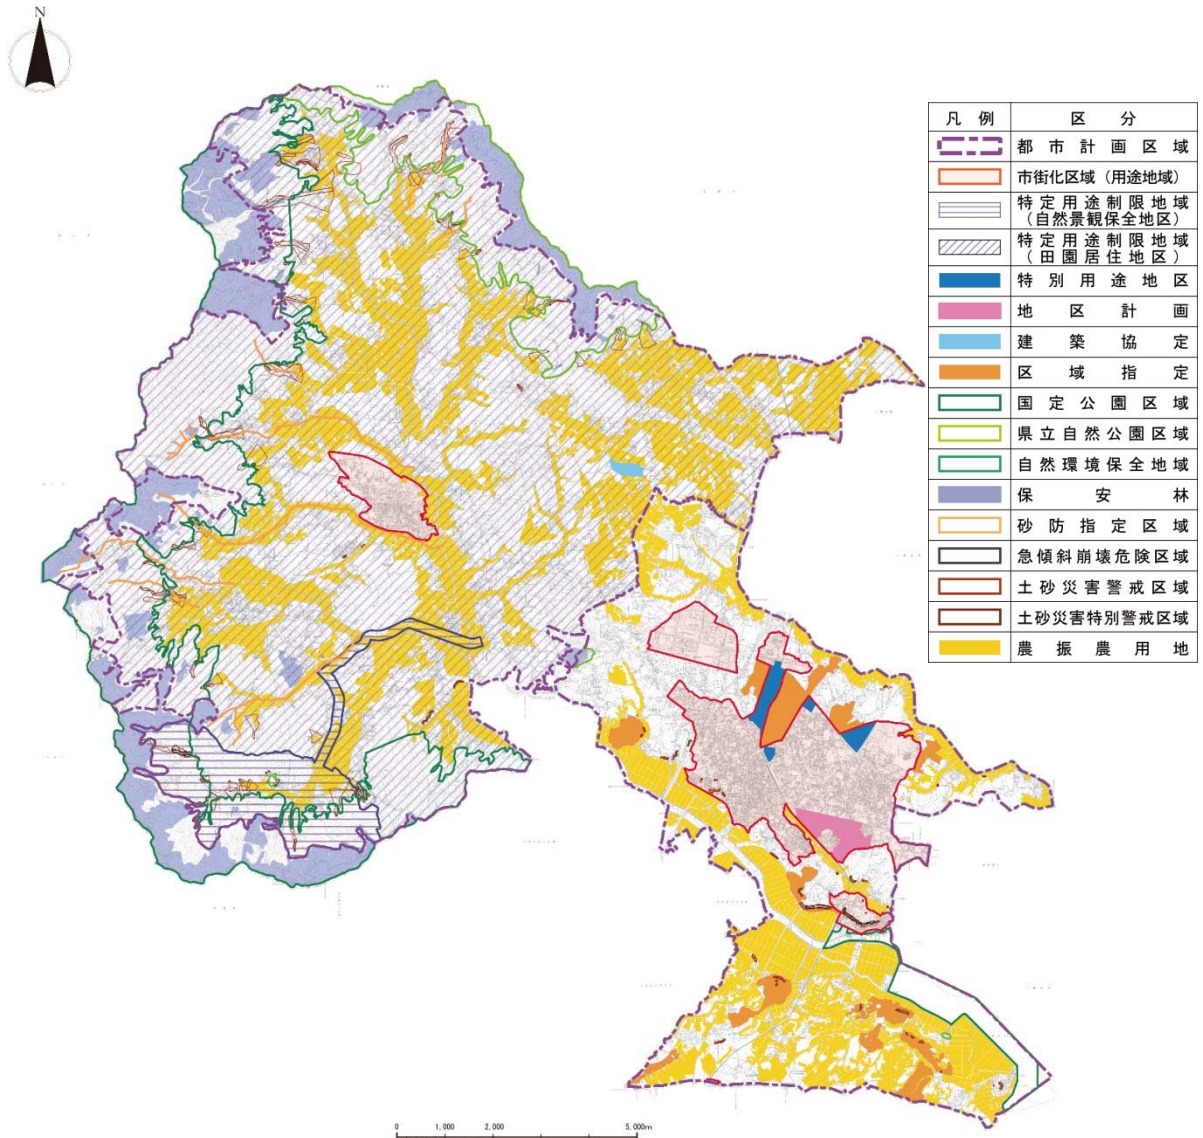 N
凡例 区分
都市計画区域
市街化区域（用途地域）
特定用途制限地域
（自然景観保全地区）
特定用途制限地域
（田園居住地区）
特別用途地区
地区計画
建築協定
区域指定
国定公園区域
県立自然公園区域
自然環境保全地域
保安林
砂防指定区域
急傾斜崩壊危険区域
土砂災害警戒区域
土砂災害特別警戒区域
農振農用地
0 1,000 2,000 5,000m